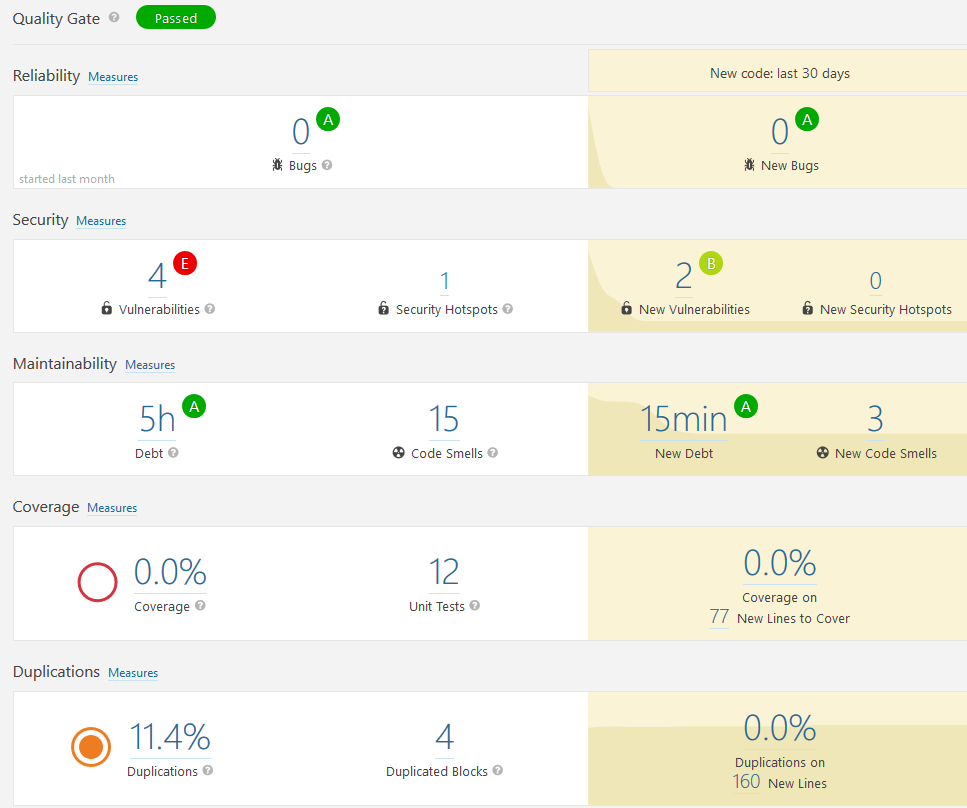 Quality Gate ? Passed
Reliability Measures
New code: last 30 days
0 A
0 A
Bugs ?
New Bugs
started last month
Security Measures
4 E
1
2 B
0
Vulnerabilities ?
? Security Hotspots ?
New Vulnerabilities
? New Security Hotspots
Maintainability Measures
5h A
15
15min A
3
Debt ?
Code Smells ?
New Debt
New Code Smells
Coverage Measures
0.0%
12
0.0%
Coverage ?
Unit Tests ?
Coverage on
77 New Lines to Cover
Duplications Measures
11.4%
4
0.0%
Duplications ?
Duplicated Blocks ?
Duplications on
160 New Lines